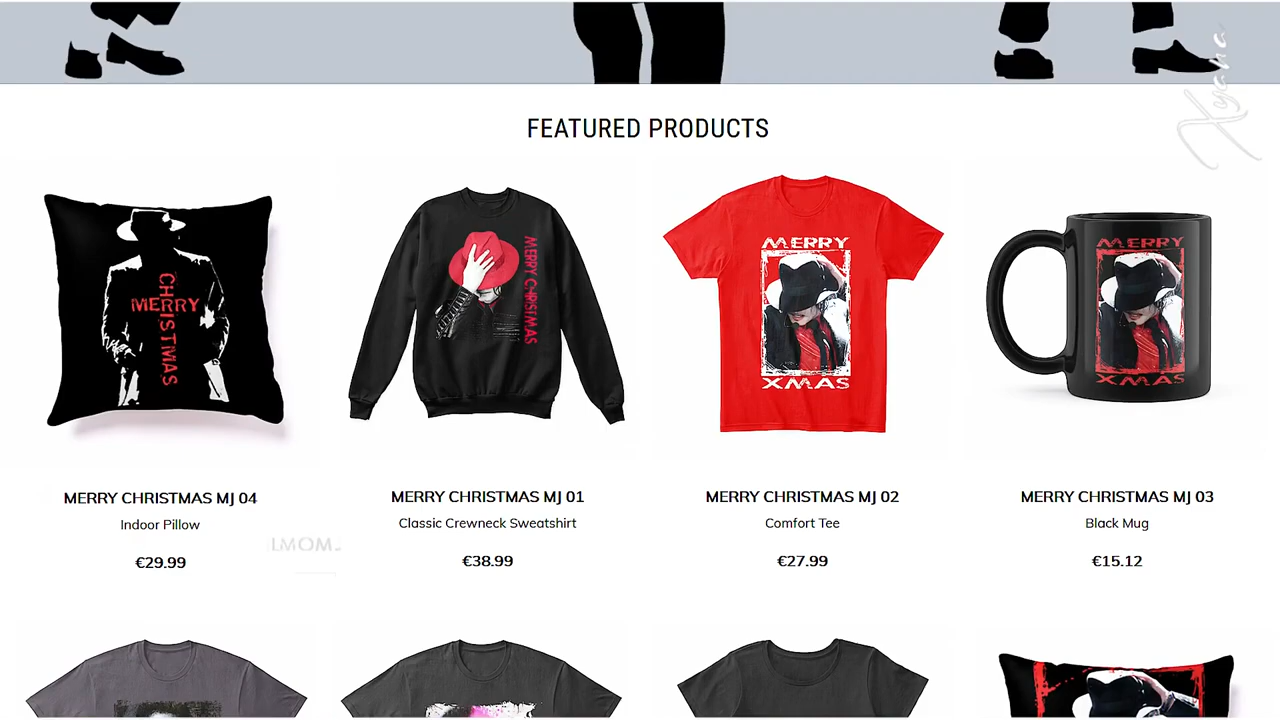 Xyaha
FEATURED PRODUCTS
CHRISTMAS
MERRY
MERRY CHRISTMAS
MERRY
XMAS
MERRY
XMAS
MERRY CHRISTMAS MJ 04
Indoor Pillow
€29.99
MERRY CHRISTMAS MJ 01
Classic Crewneck Sweatshirt
€38.99
MERRY CHRISTMAS MJ 02
Comfort Tee
€27.99
MERRY CHRISTMAS MJ 03
Black Mug
€15.12